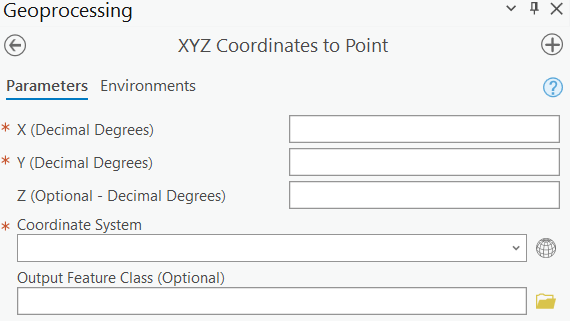 Geoprocessing
XYZ Coordinates to Point
Parameters Environments
?
* X (Decimal Degrees)
* Y (Decimal Degrees)
Z (Optional - Decimal Degrees)
* Coordinate System
Output Feature Class (Optional)